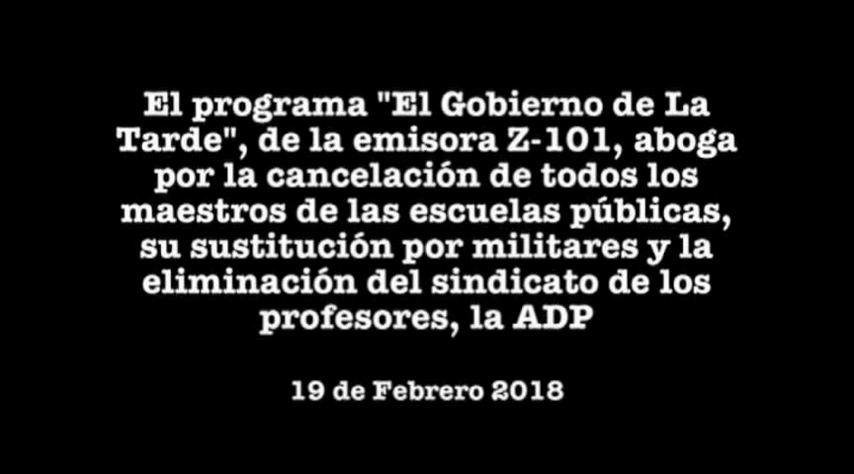 El programa "El Gobierno de La
Tarde", de la emisora Z-101, aboga
por la cancelación de todos los
maestros de las escuelas públicas,
su sustitución por militares y la
eliminación del sindicato de los
profesores, la ADP
19 de Febrero 2018